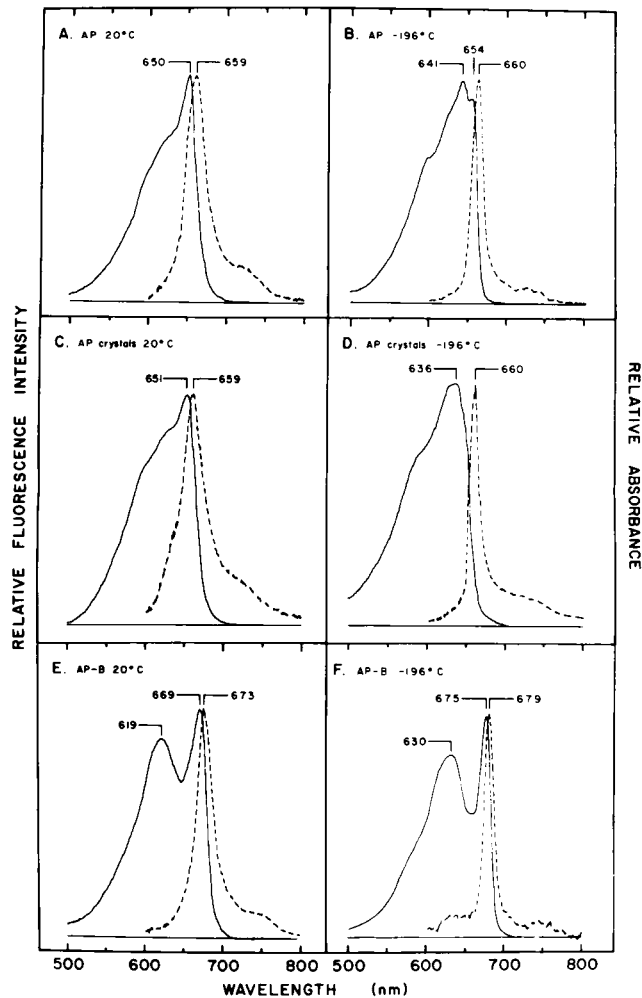 A. AP 20°C
650 659
B. AP -196°C
654
641 660
C. AP crystals 20°C
651 659
D. AP crystals -196°C
636 660
E. AP-B 20°C
669 673
619
F. AP-B -196°C
675 679
630
RELATIVE FLUORESCENCE INTENSITY
RELATIVE ABSORBANCE
500 600 700 800 500 600 700 800
WAVELENGTH (nm)